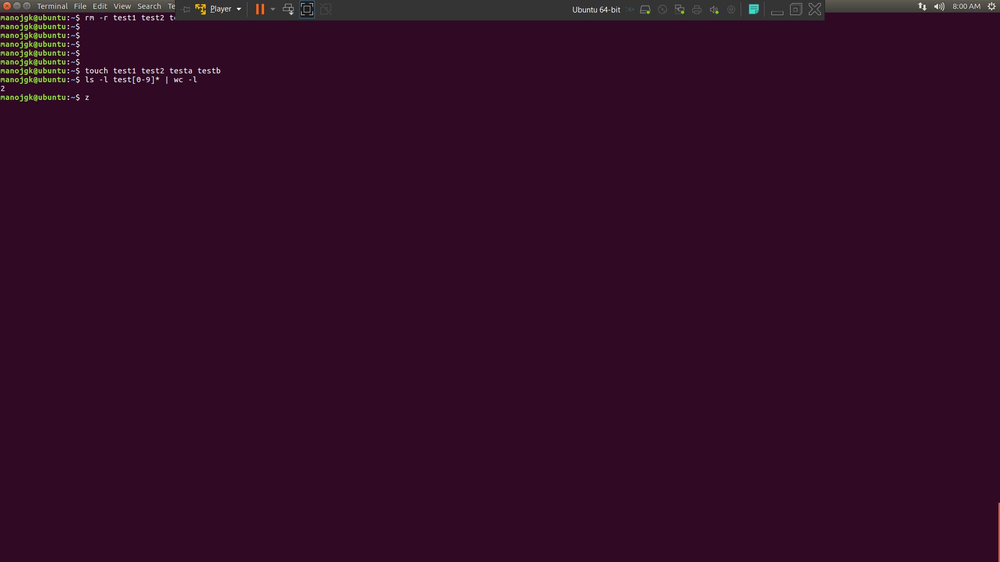 Terminal File Edit View Search Te Player Ubuntu 64-bit 8:00 AM
manojgk@ubuntu:~$ rm -r test1 test2 te
manojgk@ubuntu:~$
manojgk@ubuntu:~$
manojgk@ubuntu:~$
manojgk@ubuntu:~$
manojgk@ubuntu:~$
manojgk@ubuntu:~$ touch test1 test2 testa testb
manojgk@ubuntu:~$ ls -l test[0-9]* | wc -l
2
manojgk@ubuntu:~$ z